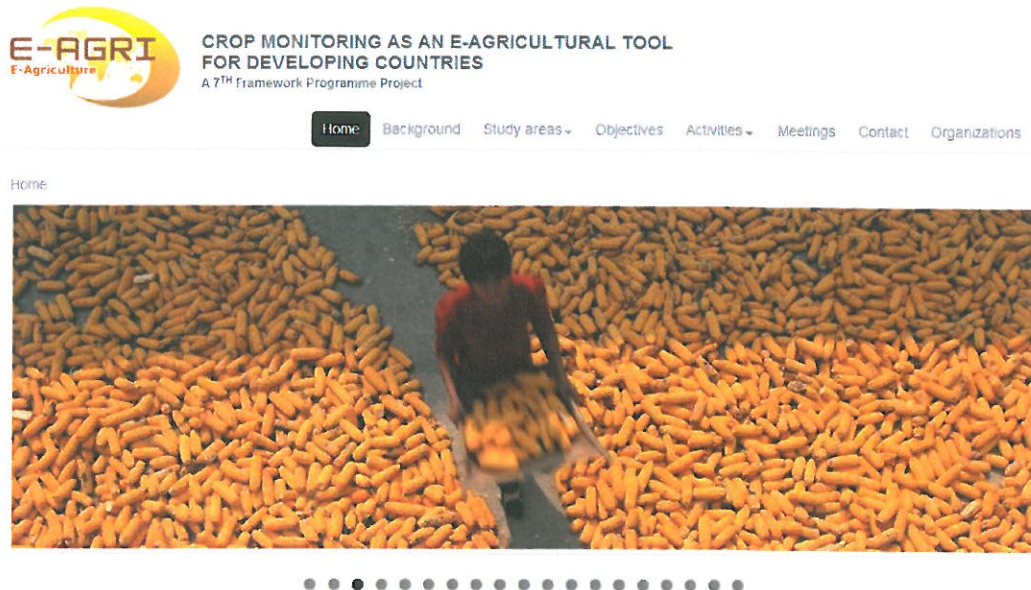 E-AGRI
E-Agriculture
CROP MONITORING AS AN E-AGRICULTURAL TOOL
FOR DEVELOPING COUNTRIES
A 7TH Framework Programme Project
Home Background Study areas Objectives Activities Meetings Contact Organizations
Home